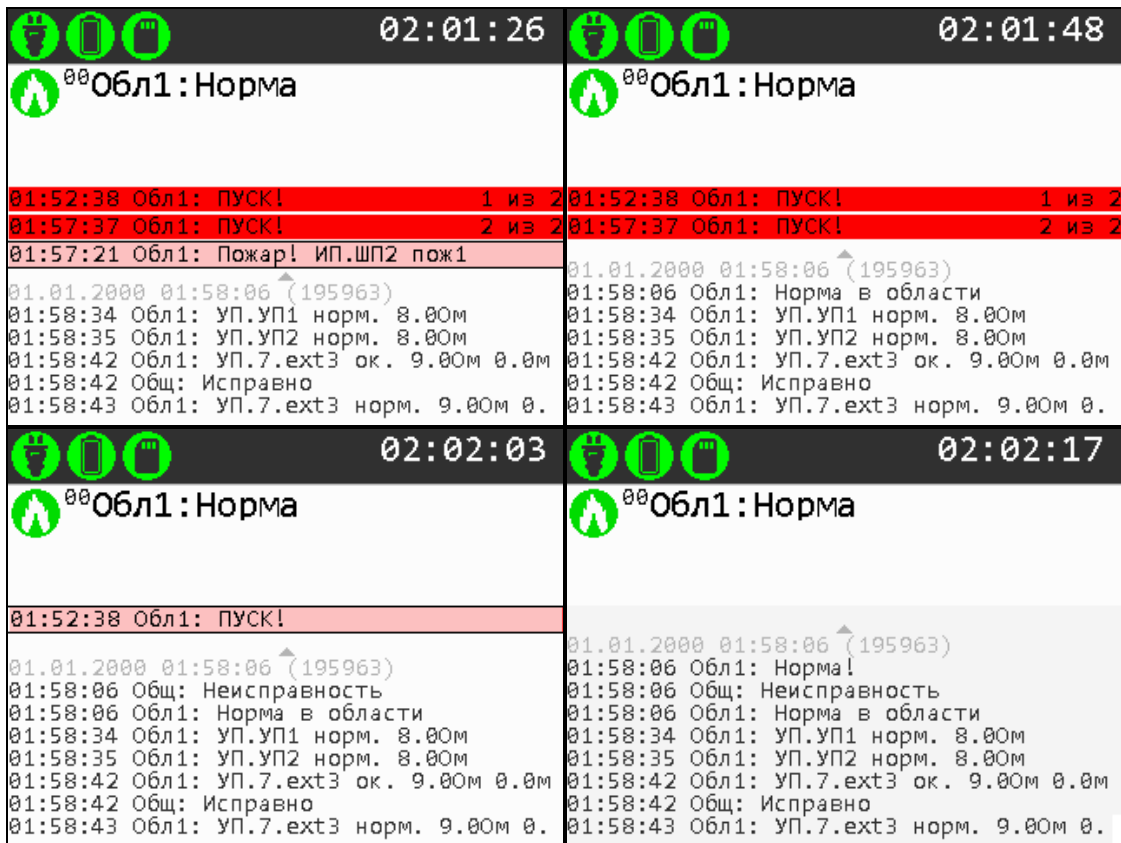 02:01:26
00Обл1:Норма
01:52:38 Обл1: ПУСК! 1 из 2
01:57:37 Обл1: ПУСК! 2 из 2
01:57:21 Обл1: Пожар! ИП.ШП2 пож1
01.01.2000 01:58:06 (195963)
01:58:34 Обл1: УП.УП1 норм. 8.0Ом
01:58:35 Обл1: УП.УП2 норм. 8.0Ом
01:58:42 Обл1: УП.7.ext3 ок. 9.0Ом 0.0м
01:58:42 Общ: Исправно
01:58:43 Обл1: УП.7.ext3 норм. 9.0Ом 0.
02:01:48
00Обл1:Норма
01:52:38 Обл1: ПУСК! 1 из 2
01:57:37 Обл1: ПУСК! 2 из 2
01.01.2000 01:58:06 (195963)
01:58:06 Обл1: Норма в области
01:58:34 Обл1: УП.УП1 норм. 8.0Ом
01:58:35 Обл1: УП.УП2 норм. 8.0Ом
01:58:42 Обл1: УП.7.ext3 ок. 9.0Ом 0.0м
01:58:42 Общ: Исправно
01:58:43 Обл1: УП.7.ext3 норм. 9.0Ом 0.
02:02:03
00Обл1:Норма
01:52:38 Обл1: ПУСК!
01.01.2000 01:58:06 (195963)
01:58:06 Общ: Неисправность
01:58:06 Обл1: Норма в области
01:58:34 Обл1: УП.УП1 норм. 8.0Ом
01:58:35 Обл1: УП.УП2 норм. 8.0Ом
01:58:42 Обл1: УП.7.ext3 ок. 9.0Ом 0.0м
01:58:42 Общ: Исправно
01:58:43 Обл1: УП.7.ext3 норм. 9.0Ом 0.
02:02:17
00Обл1:Норма
01.01.2000 01:58:06 (195963)
01:58:06 Обл1: Норма!
01:58:06 Общ: Неисправность
01:58:06 Обл1: Норма в области
01:58:34 Обл1: УП.УП1 норм. 8.0Ом
01:58:35 Обл1: УП.УП2 норм. 8.0Ом
01:58:42 Обл1: УП.7.ext3 ок. 9.0Ом 0.0м
01:58:42 Общ: Исправно
01:58:43 Обл1: УП.7.ext3 норм. 9.0Ом 0.